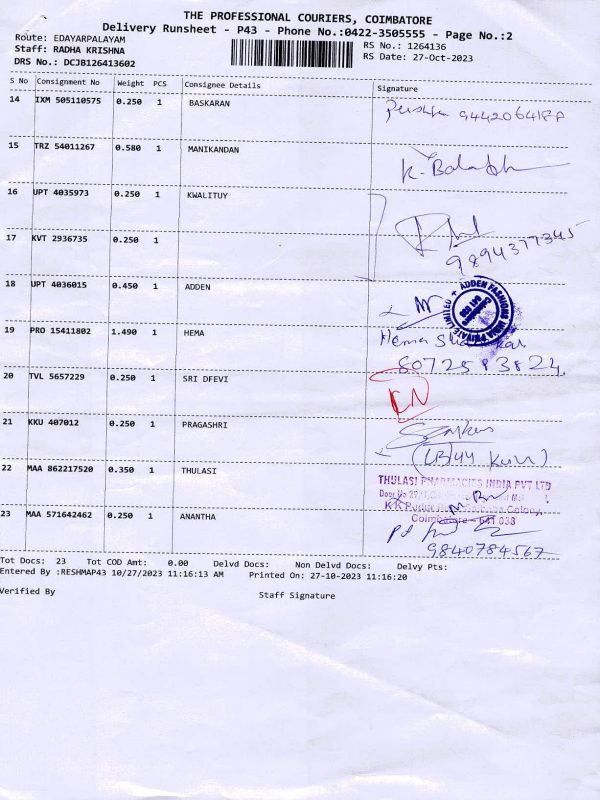 THE PROFESSIONAL COURIERS, COIMBATORE
Delivery Runsheet - P43 - Phone No.:0422-3505555 - Page No.:2
Route: EDAYARPALAYAM
Staff: RADHA KRISHNA
RS No.: 1264136
DRS No.: DCJB126413602
RS Date: 27-Oct-2023
S No Consignment No Weight PCS Consignee Details Signature
14 IXM 505110575 0.250 1 BASKARAN
15 TRZ 54011267 0.580 1 MANIKANDAN K.
16 UPT 4035973 0.250 1 KWALITUY
17 KVT 2936735 0.250 1 9894377345
18 UPT 4036015 0.450 1 ADDEN
ADDEN FASHIONS INDIA PRIVATE LIMITED
19 PRO 15411802 1.490 1 HEMA Hema
8072583824
20 TVL 5657229 0.250 1 SRI DFEVI
21 KKU 407012 0.250 1 PRAGASHRI
22 MAA 862217520 0.350 1 THULASI
THULASI PHARMACIES INDIA PVT LTD
Colony,
Coimbatore - 641 038
23 MAA 571642462 0.250 1 ANANTHA
9840784567
Tot Docs: 23 Tot COD Amt: 0.00 Delvd Docs: Non Delvd Docs: Delvy Pts:
Entered By :RESHMAP43 10/27/2023 11:16:13 AM Printed On: 27-10-2023 11:16:20
Verified By Staff Signature